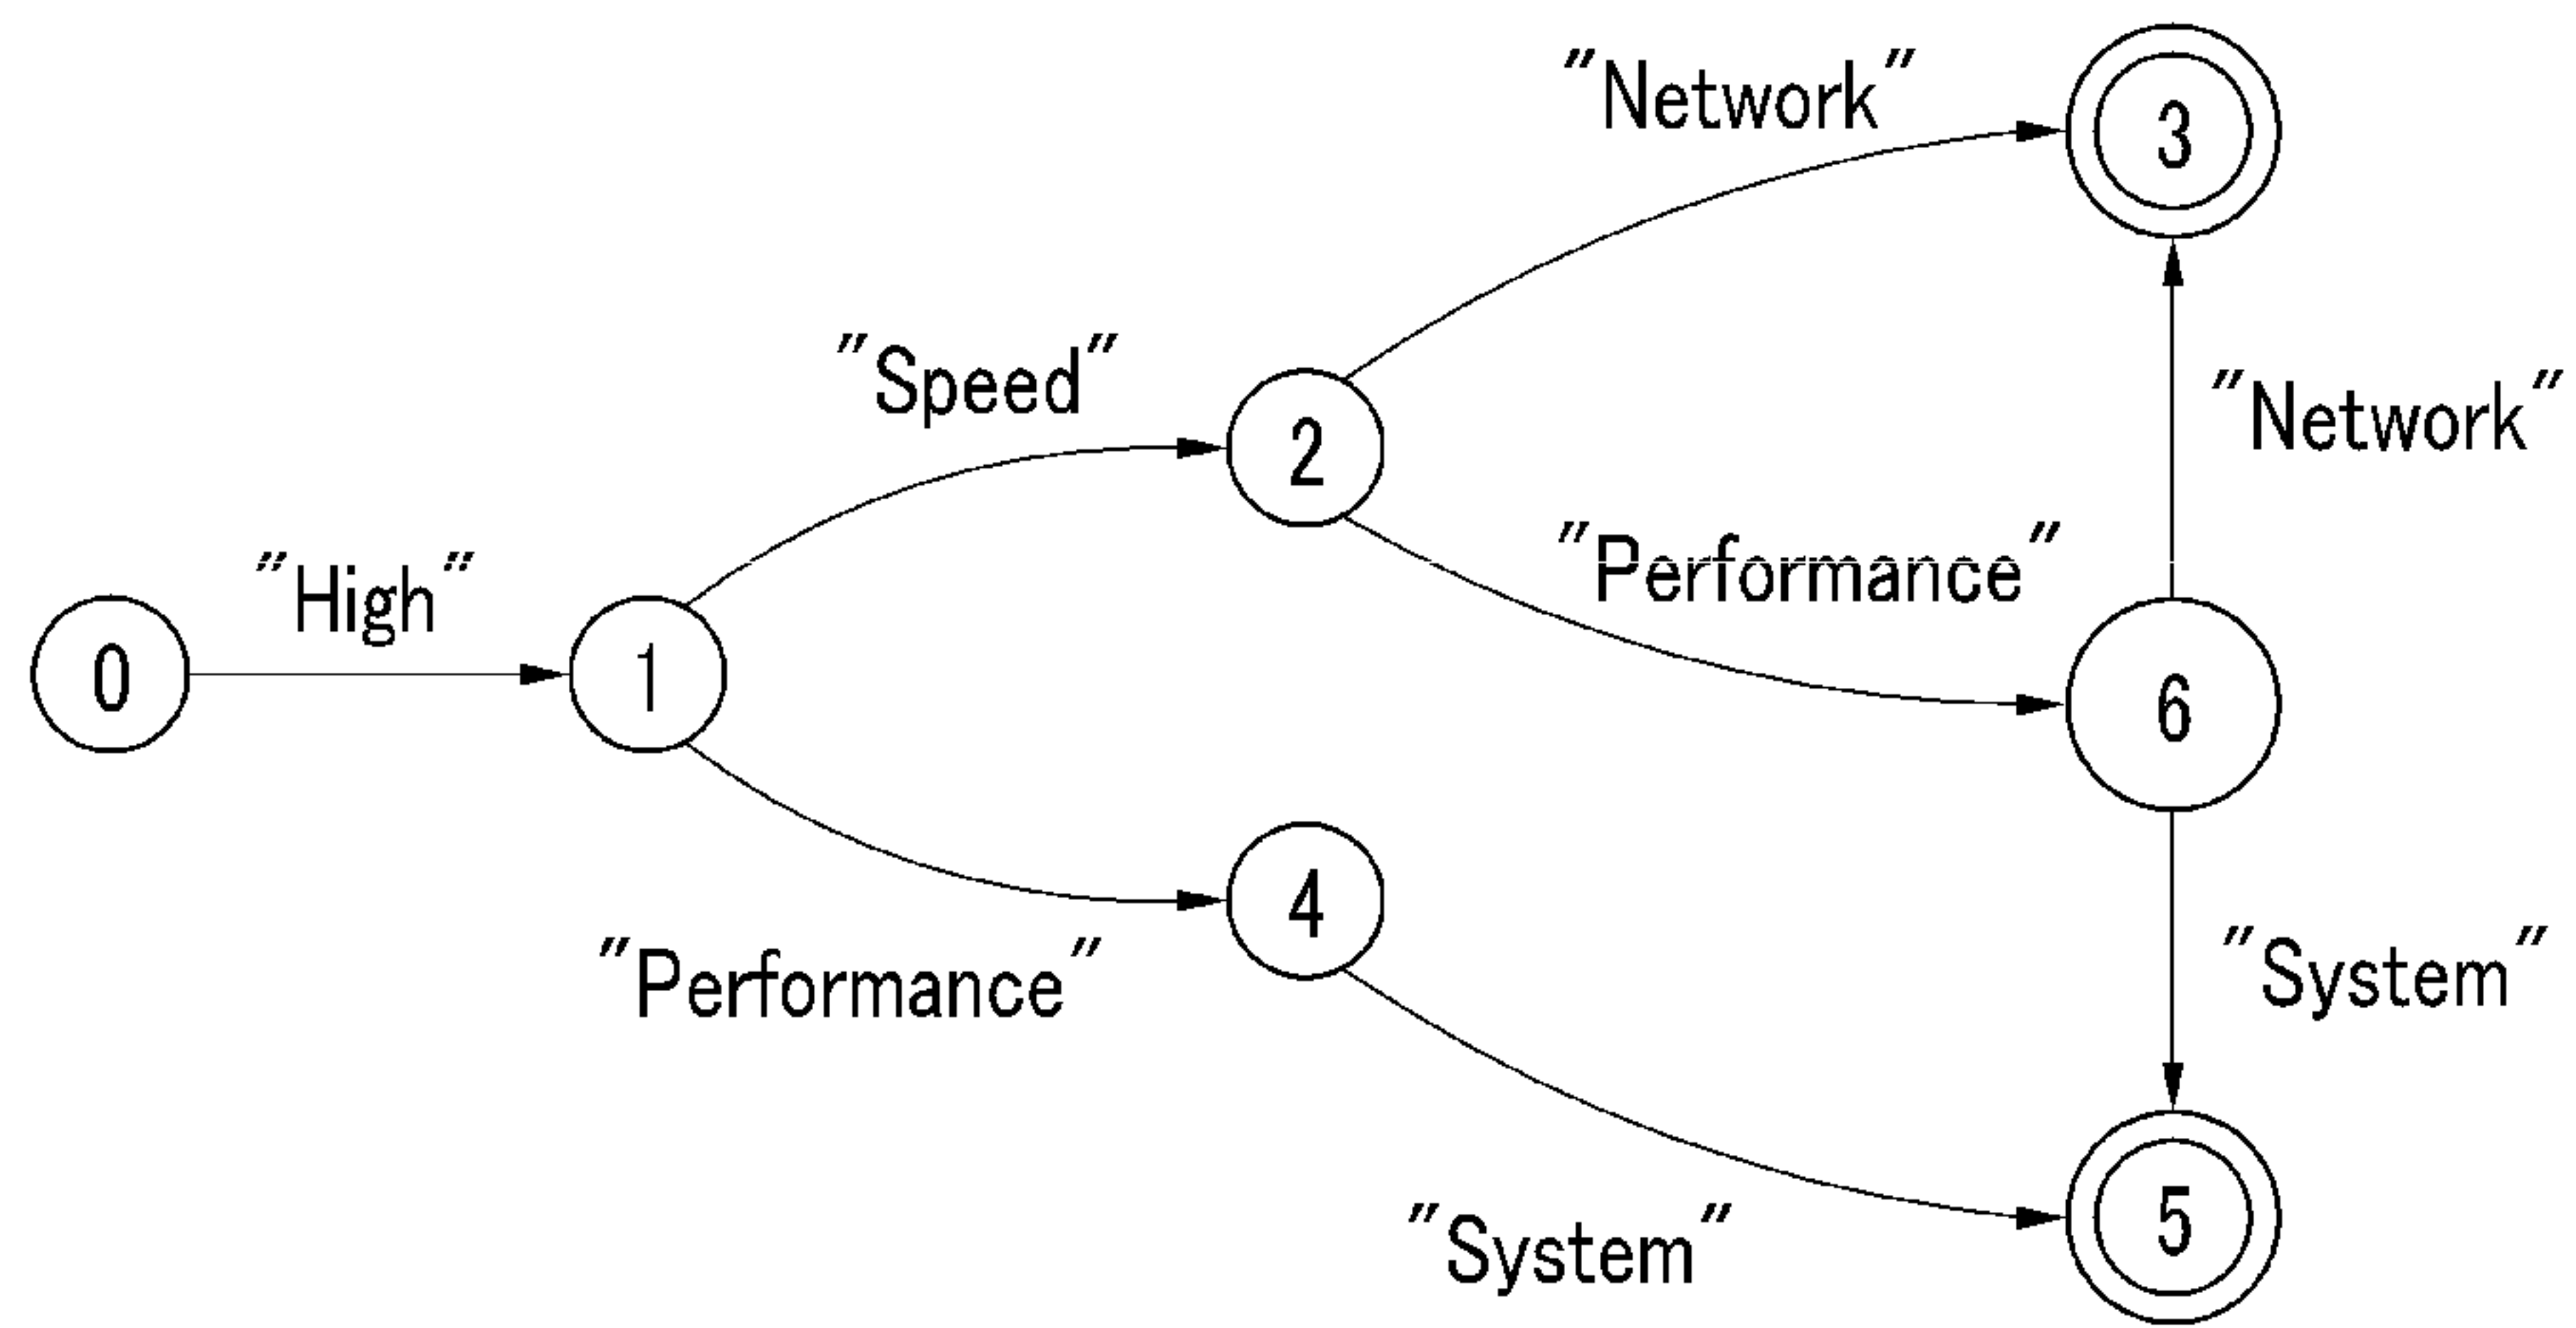 "Network"
3
"Speed"
2
"Network"
"High"
"Performance"
0
1
6
4
"Performance"
"System"
"System"
5